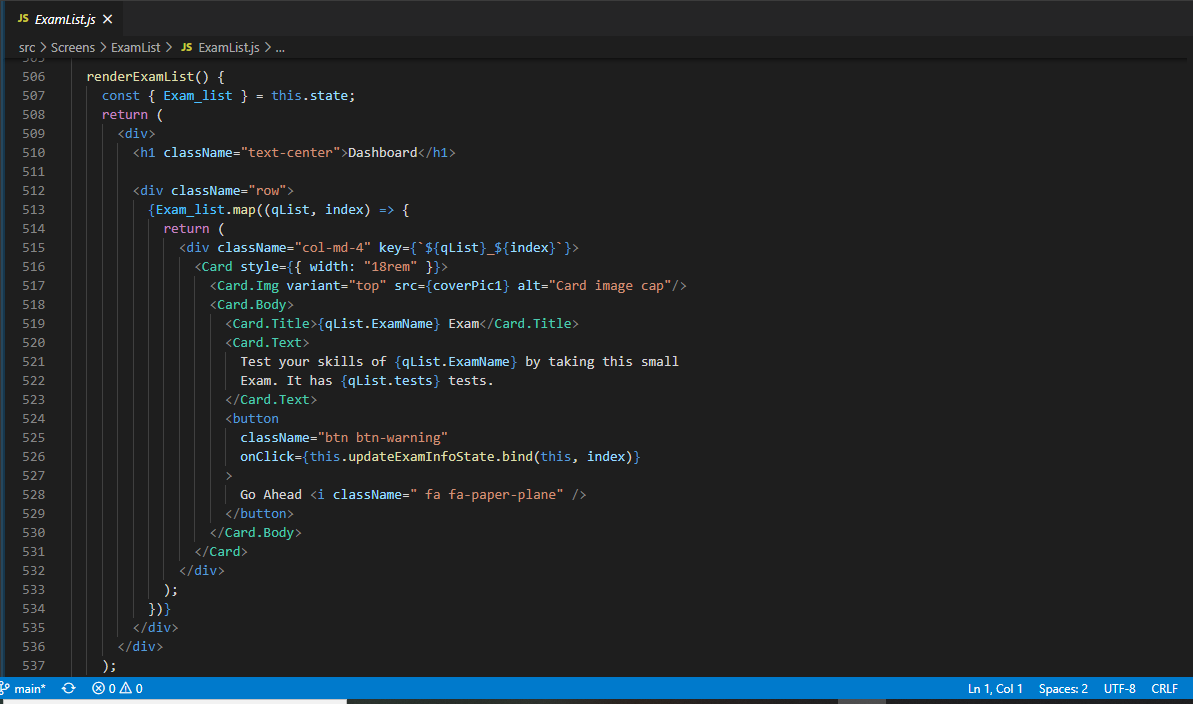 JS ExamList.js ×
src > Screens > ExamList > JS ExamList.js > ...
505
506 renderExamList() {
507 const { Exam_list } = this.state;
508 return (
509 <div>
510 <h1 className="text-center">Dashboard</h1>
511
512 <div className="row">
513 {Exam_list.map((qList, index) => {
514 return (
515 <div className="col-md-4" key={`${qList}_${index}`}>
516 <Card style={{ width: "18rem" }}>
517 <Card.Img variant="top" src={coverPic1} alt="Card image cap"/>
518 <Card.Body>
519 <Card.Title>{qList.ExamName} Exam</Card.Title>
520 <Card.Text>
521 Test your skills of {qList.ExamName} by taking this small
522 Exam. It has {qList.tests} tests.
523 </Card.Text>
524 <button
525 className="btn btn-warning"
526 onClick={this.updateExamInfoState.bind(this, index)}
527 >
528 Go Ahead <i className=" fa fa-paper-plane" />
529 </button>
530 </Card.Body>
531 </Card>
532 </div>
533 );
534 })}
535 </div>
536 </div>
537 );
main* 0 0 Ln 1, Col 1 Spaces: 2 UTF-8 CRLF